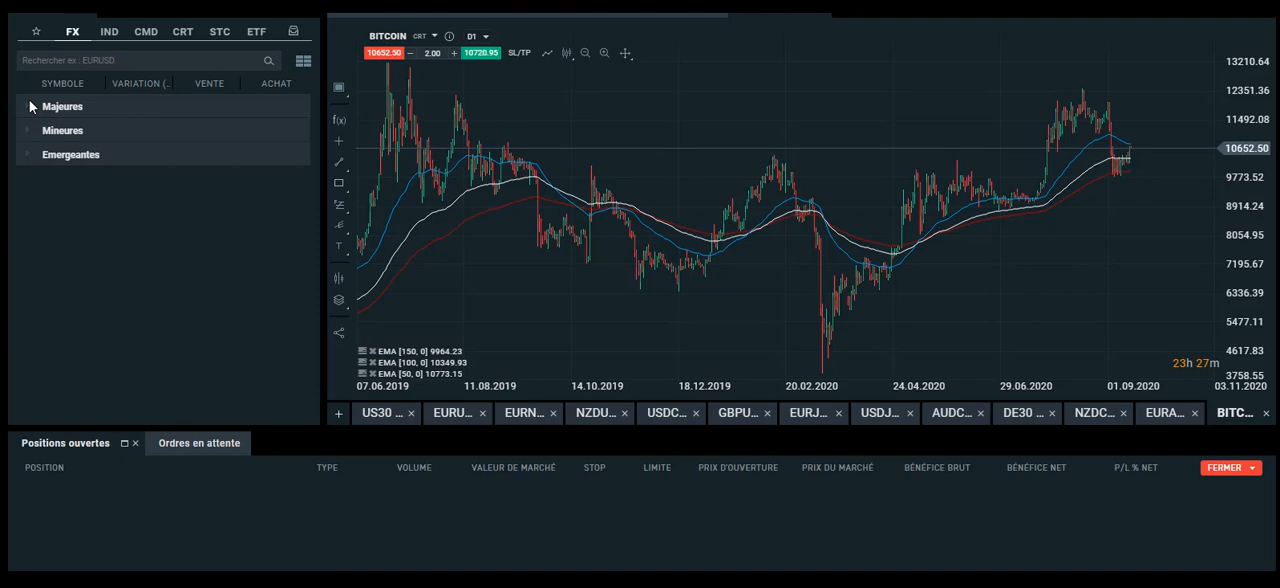 FX IND CMD CRT STC ETF
Rechercher ex : EURUSD
SYMBOLE VARIATION (.. VENTE ACHAT
Majeures
Mineures
Emergeantes
BITCOIN CRT D1
10652.50 − 2.00 + 10720.95 SL/TP
f(x)
T
13210.64
12351.36
11492.08
10652.50
9773.52
8914.24
8054.95
7195.67
6336.39
5477.11
4617.83
3758.55
EMA [150, 0] 9964.23
EMA [100, 0] 10349.93
EMA [50, 0] 10773.15
23h 27m
07.06.2019 11.08.2019 14.10.2019 18.12.2019 20.02.2020 24.04.2020 29.06.2020 01.09.2020 03.11.2020
+ US30 ... × EURU... × EURN... × NZDU... × USDC... × GBPU... × EURJ... × USDJ... × AUDC... × DE30 ... × NZDC... × EURA... × BITC... ×
Positions ouvertes × Ordres en attente
POSITION TYPE VOLUME VALEUR DE MARCHÉ STOP LIMITE PRIX D'OUVERTURE PRIX DU MARCHÉ BÉNÉFICE BRUT BÉNÉFICE NET P/L % NET FERMER